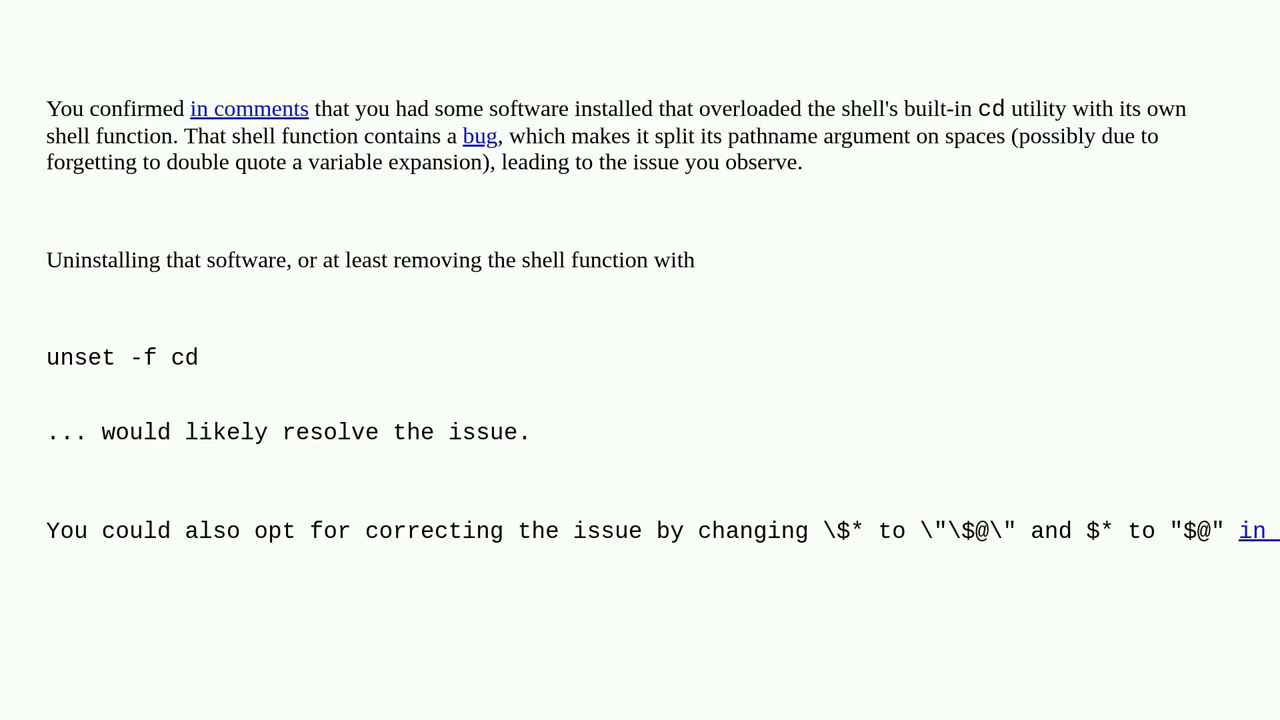 You confirmed in comments that you had some software installed that overloaded the shell's built-in cd utility with its own
shell function. That shell function contains a bug, which makes it split its pathname argument on spaces (possibly due to
forgetting to double quote a variable expansion), leading to the issue you observe.
Uninstalling that software, or at least removing the shell function with
unset -f cd
... would likely resolve the issue.
You could also opt for correcting the issue by changing \$* to \"\$@\" and $* to "$@" in